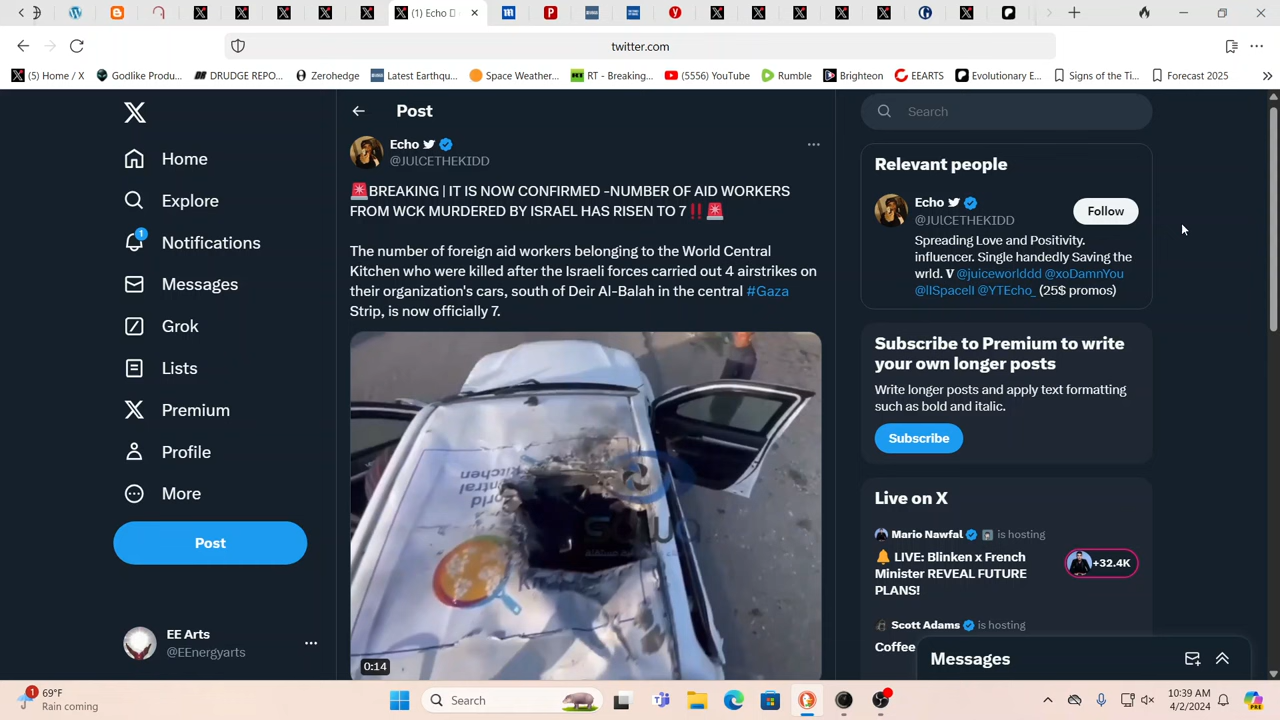 (1) Echo D
twitter.com
(5) Home / X
Godlike Produ...
DRUDGE REPO...
Zerohedge
Latest Earthqu...
Space Weather...
RT - Breaking...
(5556) YouTube
Rumble
Brighteon
EEARTS
Evolutionary E...
Signs of the Ti...
Forecast 2025
Home
Explore
1
Notifications
Messages
Grok
Lists
Premium
Profile
More
Post
EE Arts
@EEnergyarts
Post
Echo
@JUlCETHEKIDD
🚨BREAKING | IT IS NOW CONFIRMED -NUMBER OF AID WORKERS
FROM WCK MURDERED BY ISRAEL HAS RISEN TO 7‼️🚨
The number of foreign aid workers belonging to the World Central
Kitchen who were killed after the Israeli forces carried out 4 airstrikes on
their organization's cars, south of Deir Al-Balah in the central #Gaza
Strip, is now officially 7.
World
Central
Kitchen
0:14
Search
Relevant people
Echo
@JUlCETHEKIDD
Follow
Spreading Love and Positivity.
influencer. Single handedly Saving the
wrld. V @juiceworlddd @xoDamnYou
@lISpacelI @YTEcho_ (25$ promos)
Subscribe to Premium to write
your own longer posts
Write longer posts and apply text formatting
such as bold and italic.
Subscribe
Live on X
Mario Nawfal is hosting
🔔 LIVE: Blinken x French
Minister REVEAL FUTURE
PLANS!
+32.4K
Scott Adams is hosting
Coffee
Messages
1
69°F
Rain coming
Search
10:39 AM
4/2/2024